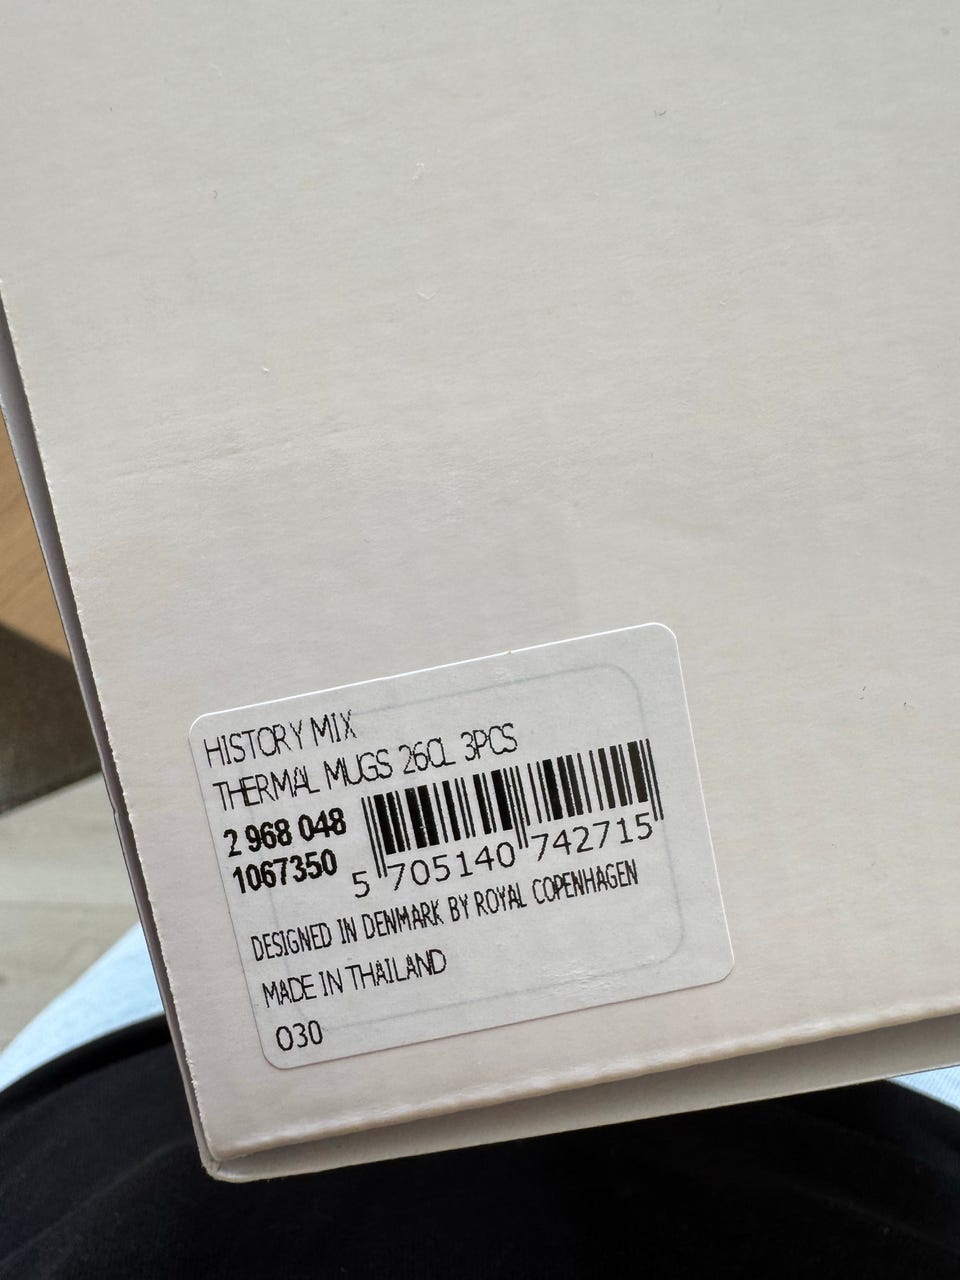 HISTORY MIX
THERMAL MUGS 26CL 3PCS
2 968 048
1067350
5 705140 742715
DESIGNED IN DENMARK BY ROYAL COPENHAGEN
MADE IN THAILAND
030